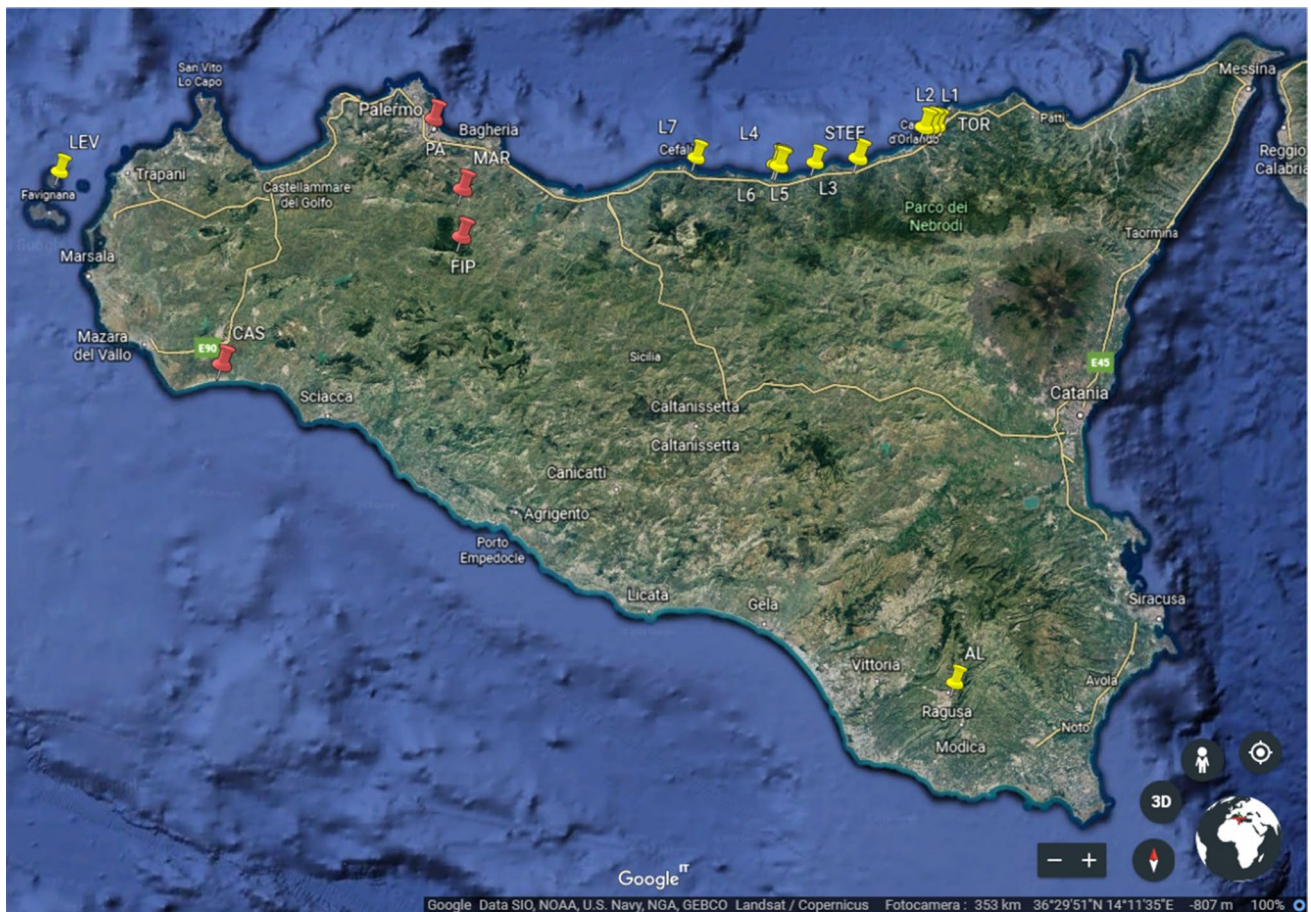 San Vito
Lo Capo
Messina
Palermo
L2 L1
Patti
L7
L4
STEF
TOR
d'Orlando
Bagheria
PA
MAR
Cefal
LEV
Favignana
Trapani
Castellammare
del Golfo
L6
L5
L3
Reggio
Calabria
Parco dei
Nebrodi
Taormina
Marsala
FIP
Mazara
del Vallo
E90
CAS
Sicilia
E45
Sciacca
Caltanissetta
Catania
Caltanissetta
Canicatti
Agrigento
Porto
Empedocle
Licata
Gela
Siracusa
Vittoria
AL
Avola
Ragusa
Noto
Modica
3D
Google IT
Google Data SIO, NOAA, U.S. Navy, NGA, GEBCO Landsat / Copernicus Fotocamera : 353 km 36°29'51"N 14°11'35"E -807 m 100%